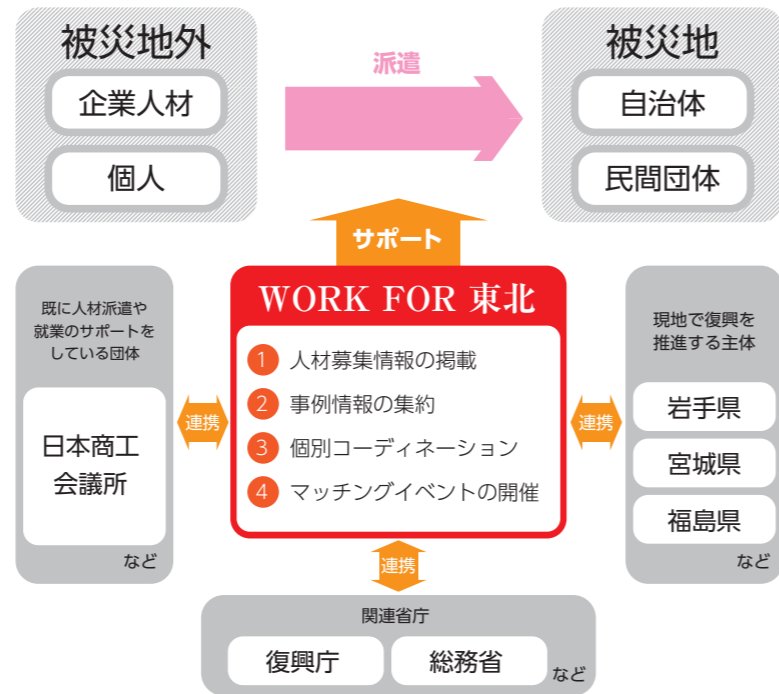 被災地外
企業人材
個人
派遣
被災地
自治体
民間団体
サポート
既に人材派遣や
就業のサポートを
している団体
日本商工
会議所
など
連携
WORK FOR 東北
1 人材募集情報の掲載
2 事例情報の集約
3 個別コーディネーション
4 マッチングイベントの開催
連携
現地で復興を
推進する主体
岩手県
宮城県
福島県
など
連携
関連省庁
復興庁
総務省
など